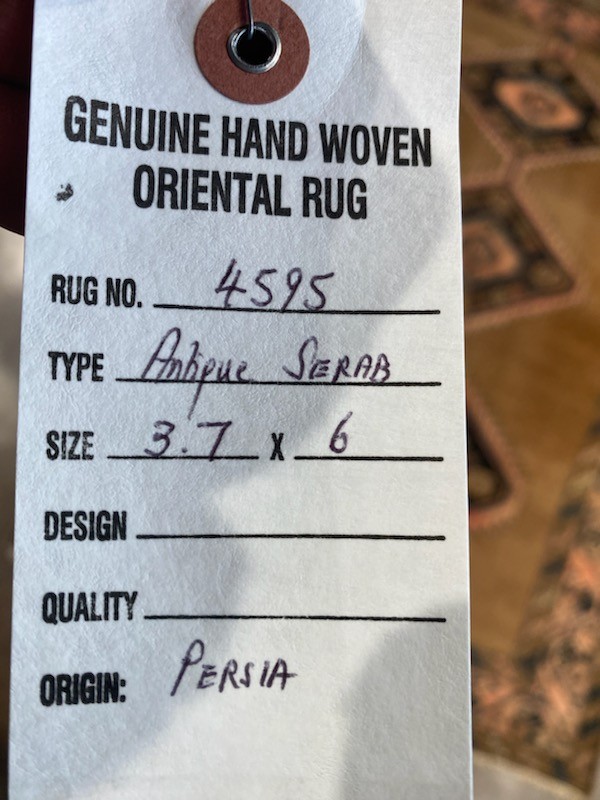 GENUINE HAND WOVEN
ORIENTAL RUG
RUG NO. 4595
TYPE Antique SERAB
SIZE 3.7 X 6
DESIGN
QUALITY
ORIGIN: PERSIA